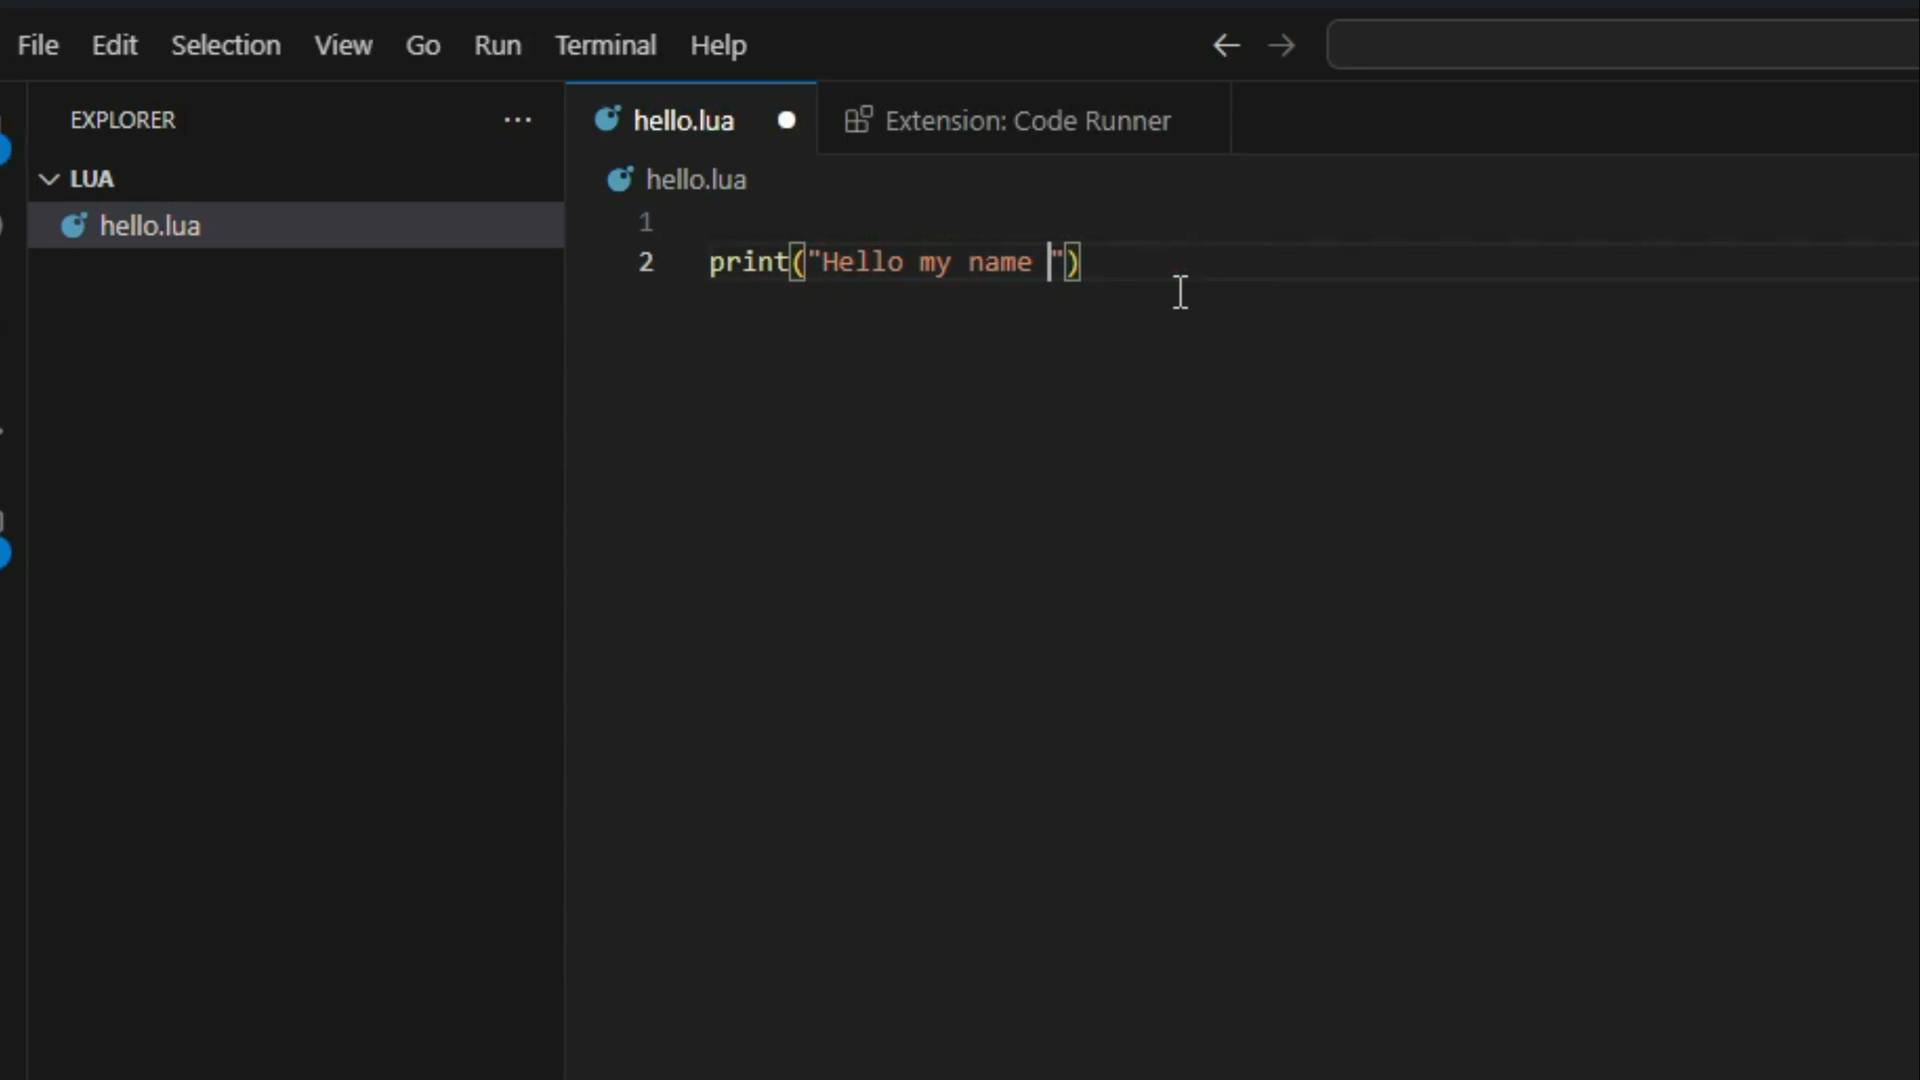 File Edit Selection View Go Run Terminal Help
EXPLORER ...
hello.lua
Extension: Code Runner
LUA
hello.lua
hello.lua
1
2 print("Hello my name ")